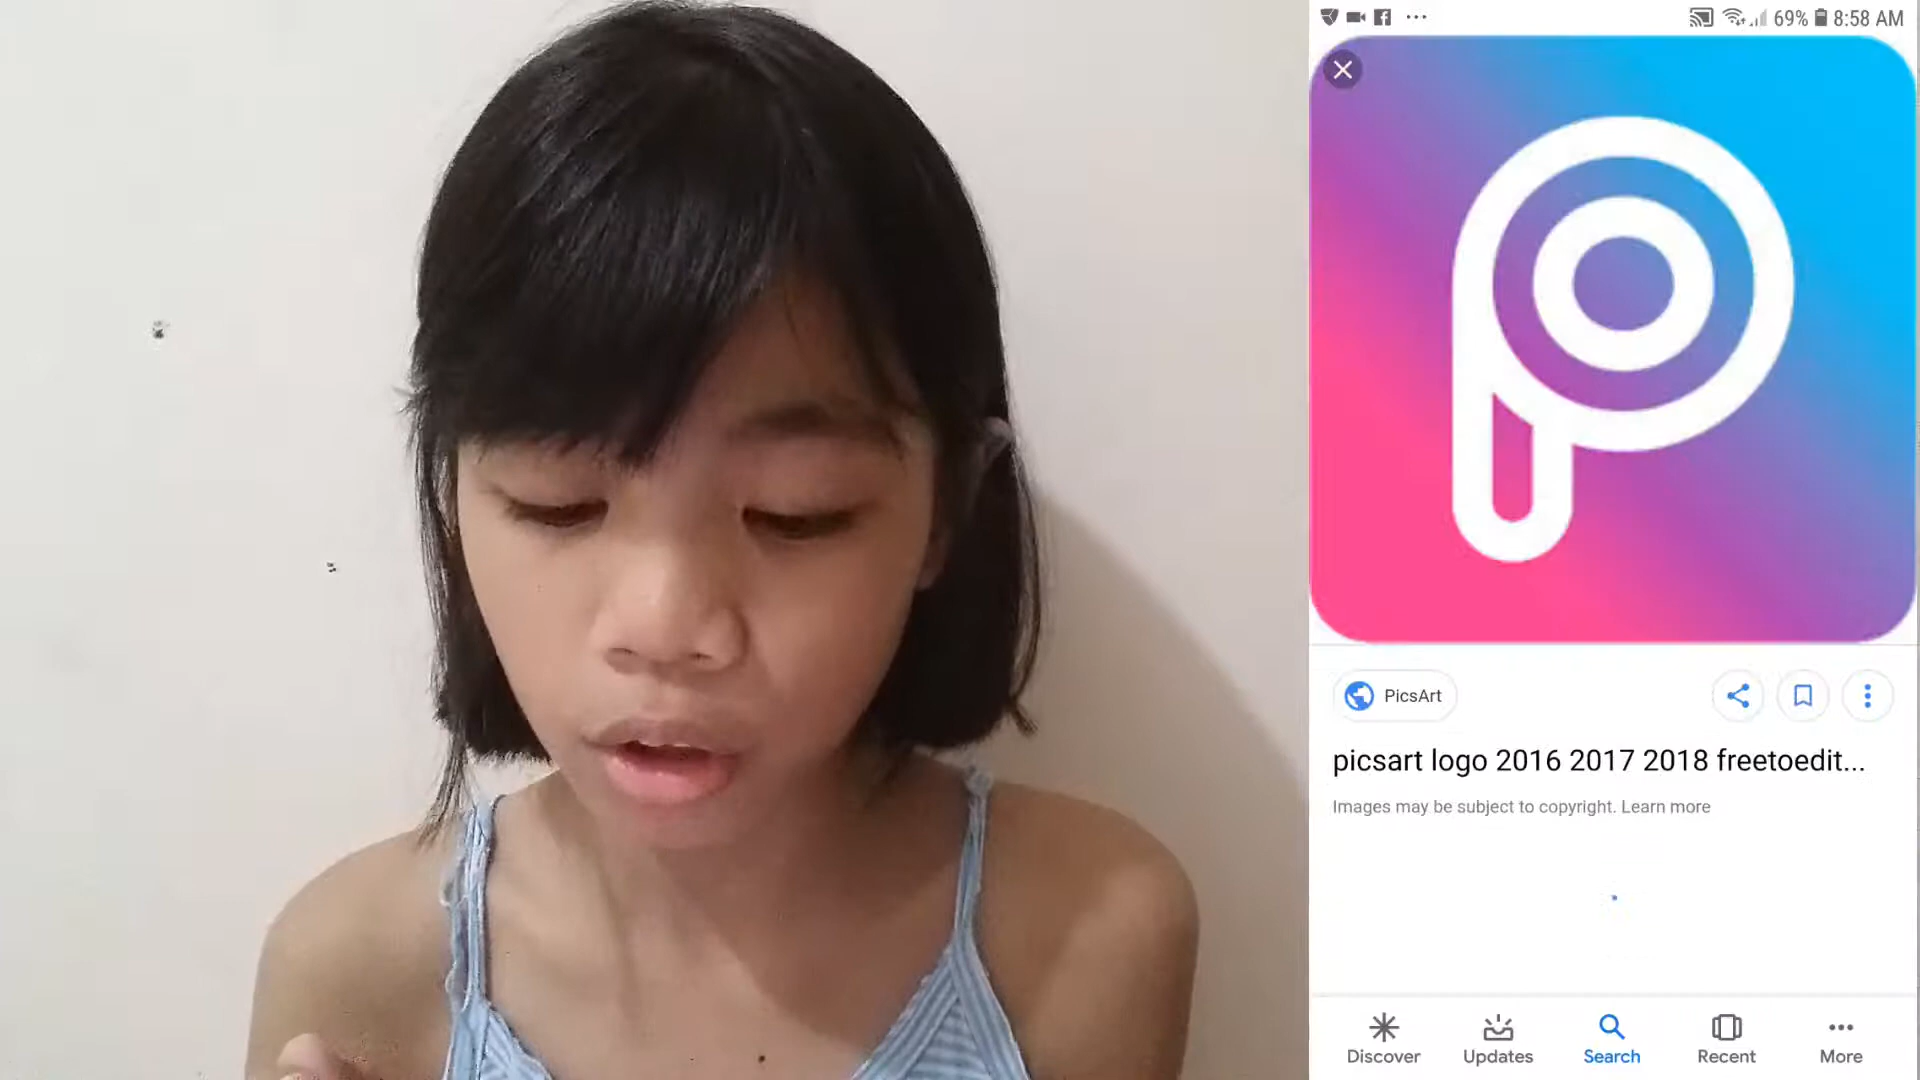 69% 8:58 AM
PicsArt
picsart logo 2016 2017 2018 freetoedit...
Images may be subject to copyright. Learn more
Discover Updates Search Recent More